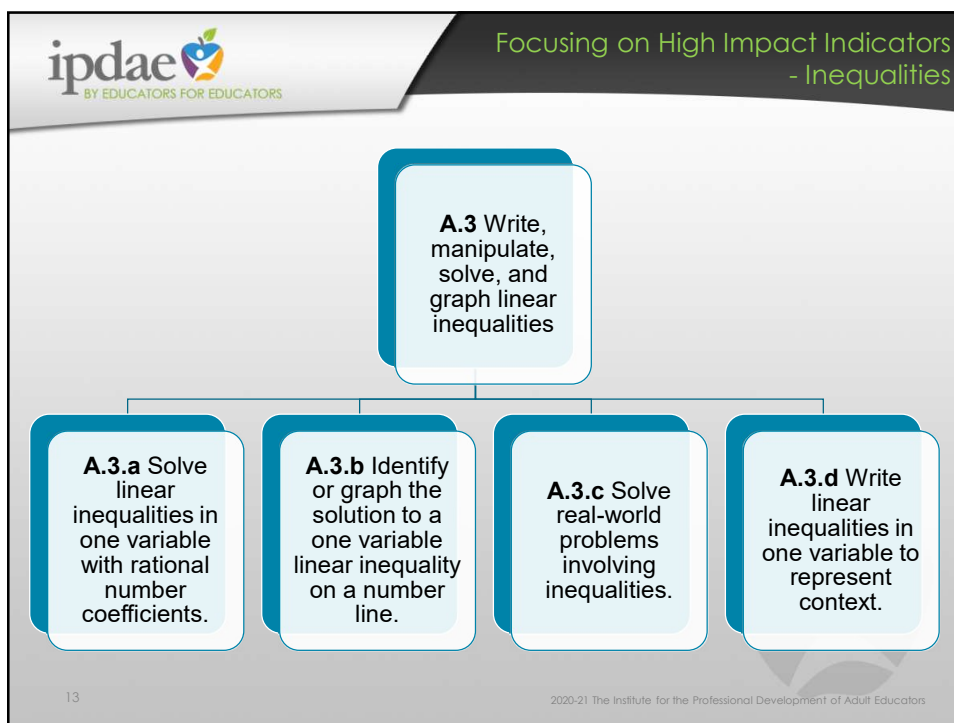 ipdae
BY EDUCATORS FOR EDUCATORS
Focusing on High Impact Indicators
- Inequalities
A.3 Write,
manipulate,
solve, and
graph linear
inequalities
A.3.a Solve
linear
inequalities in
one variable
with rational
number
coefficients.
A.3.b Identify
or graph the
solution to a
one variable
linear inequality
on a number
line.
A.3.c Solve
real-world
problems
involving
inequalities.
A.3.d Write
linear
inequalities in
one variable to
represent
context.
13
2020-21 The Institute for the Professional Development of Adult Educators